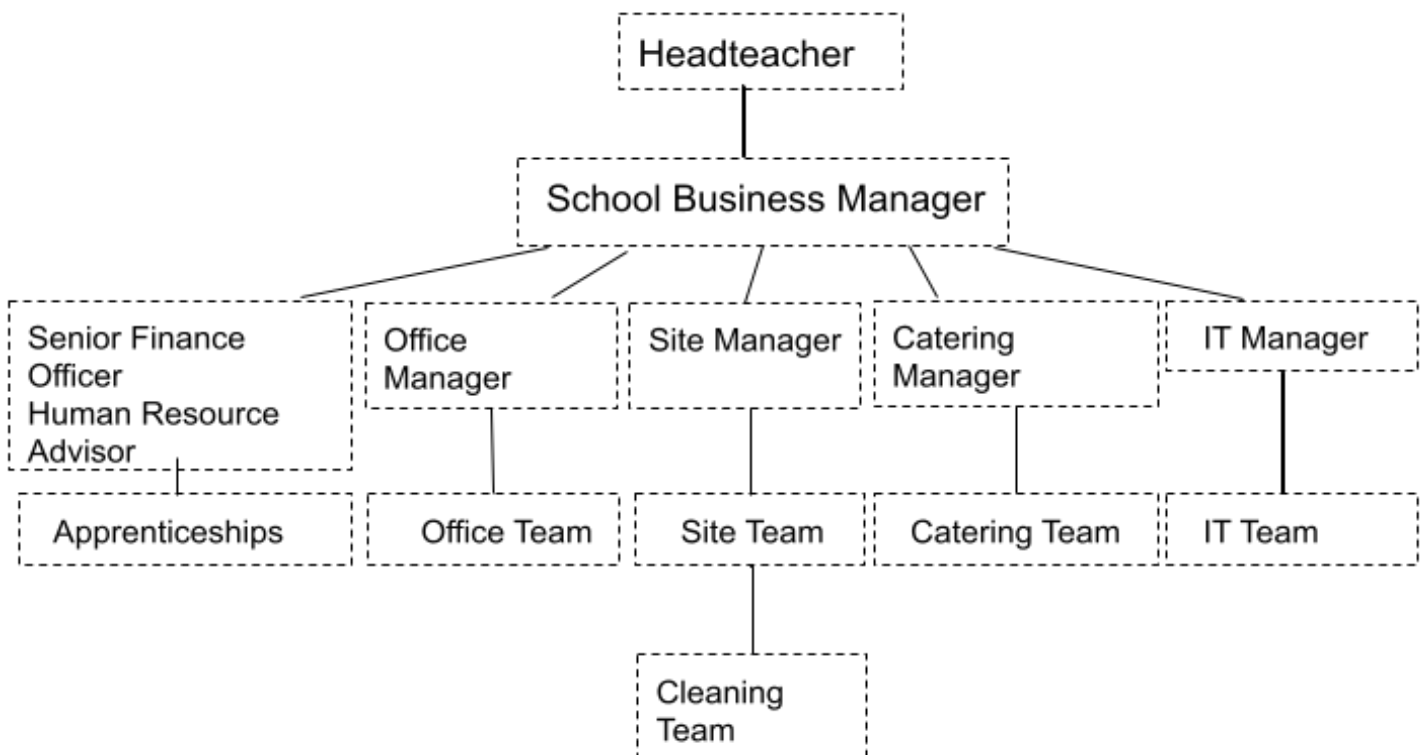 Headteacher
School Business Manager
Senior Finance
Officer
Human Resource
Advisor
Office
Manager
Site Manager
Catering
Manager
IT Manager
Apprenticeships
Office Team
Site Team
Catering Team
IT Team
Cleaning
Team